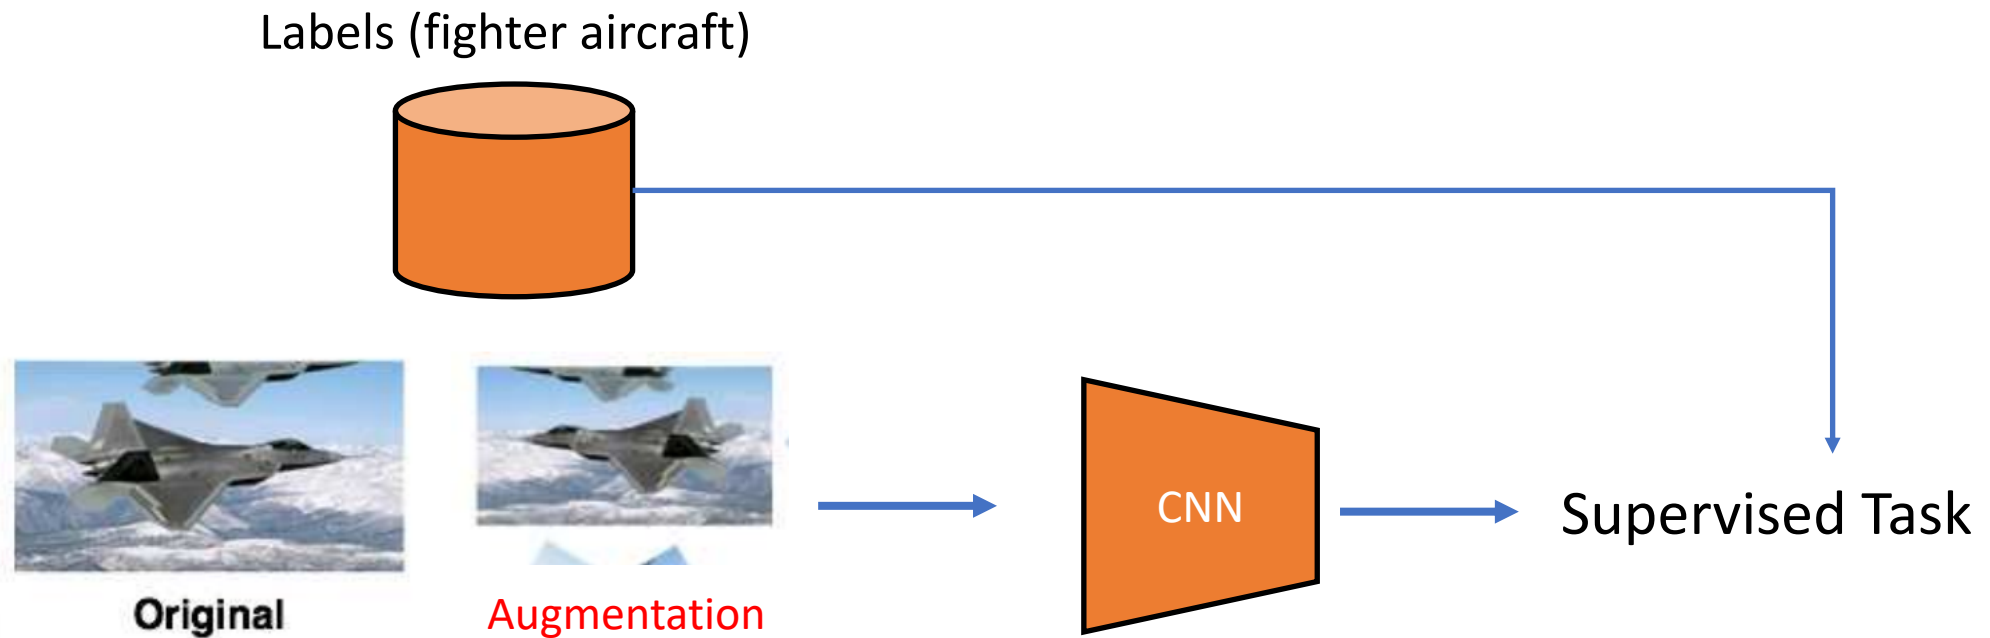 Labels (fighter aircraft)
CNN
Supervised Task
Original
Augmentation